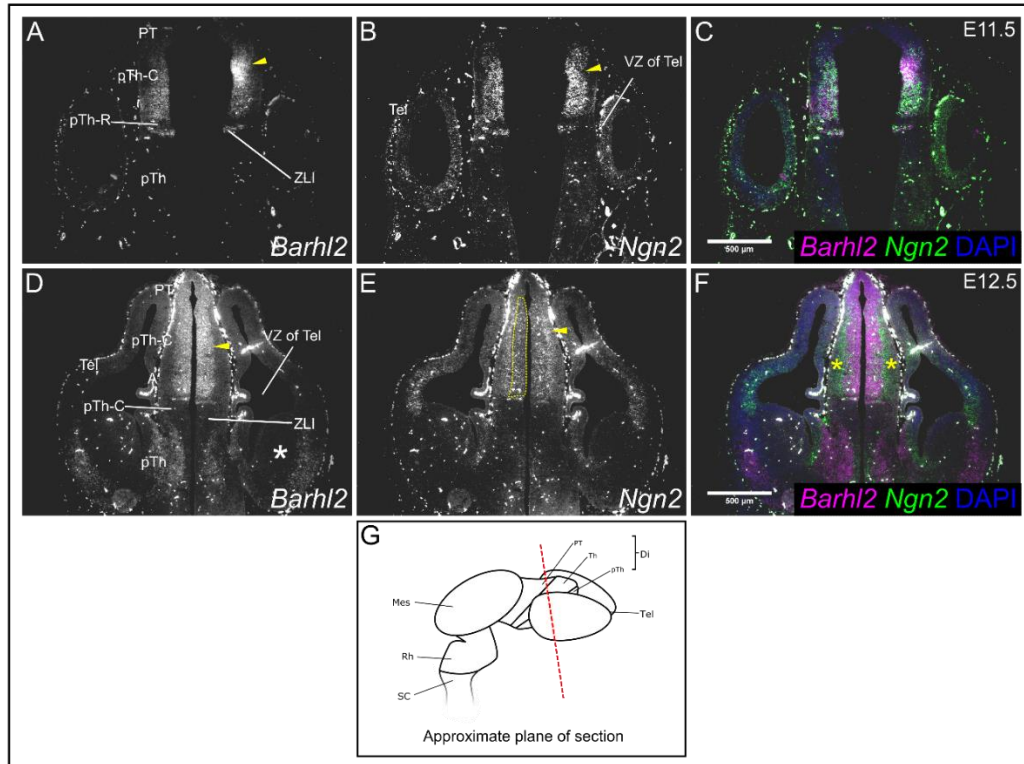 A
PT
pTh-C
pTh-R
pTh
ZLI
Barhl2
B
VZ of Tel
Tel
Ngn2
C
E11.5
500 µm
Barhl2 Ngn2 DAPI
D
PT
pTh-C
VZ of Tel
Tel
pTh-C
ZLI
pTh
*
Barhl2
E
Ngn2
F
E12.5
* *
500 µm
Barhl2 Ngn2 DAPI
G
PT
Th
pTh
Di
Mes
Tel
Rh
SC
Approximate plane of section